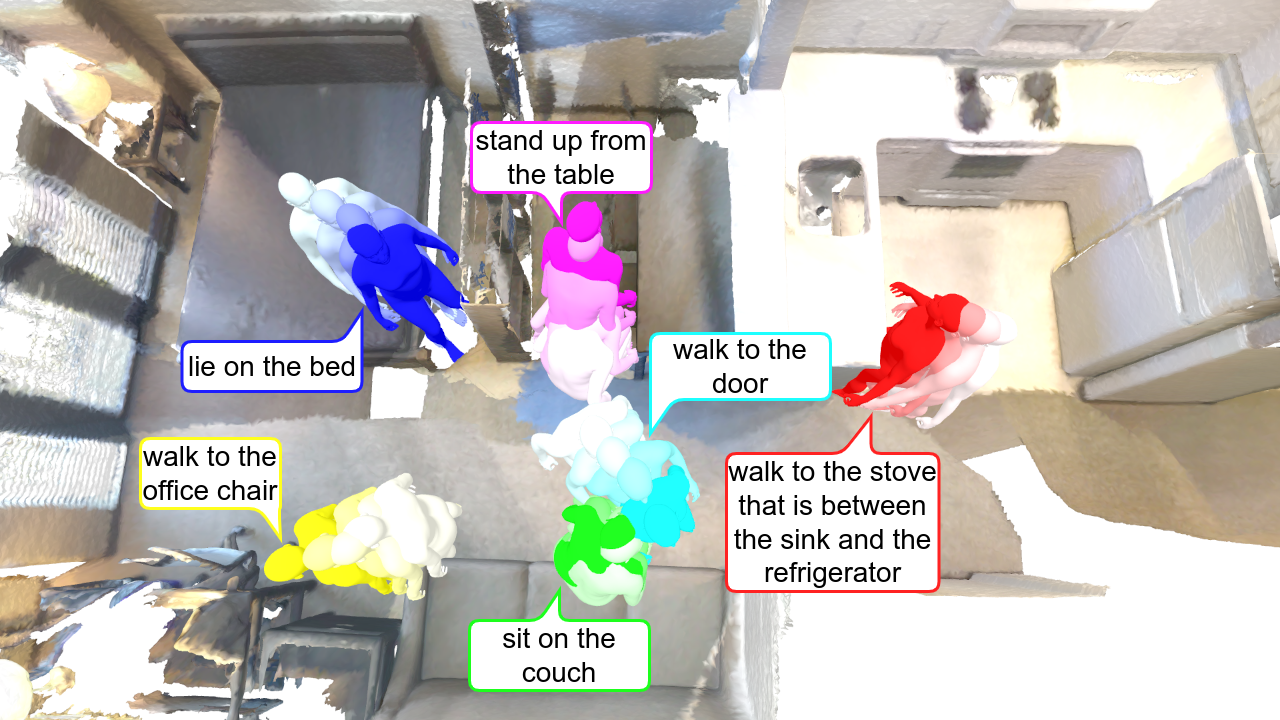 stand up from
the table
walk to the
door
lie on the bed
walk to the
office chair
walk to the stove
that is between
the sink and the
refrigerator
sit on the
couch